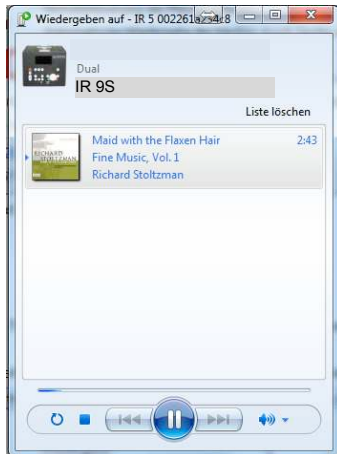 Wiedergeben auf - IR 5 002261
Dual
IR 9S
Liste löschen
RICHARD
STOLTZMAN
Maid with the Flaxen Hair 2:43
Fine Music, Vol. 1
Richard Stoltzman